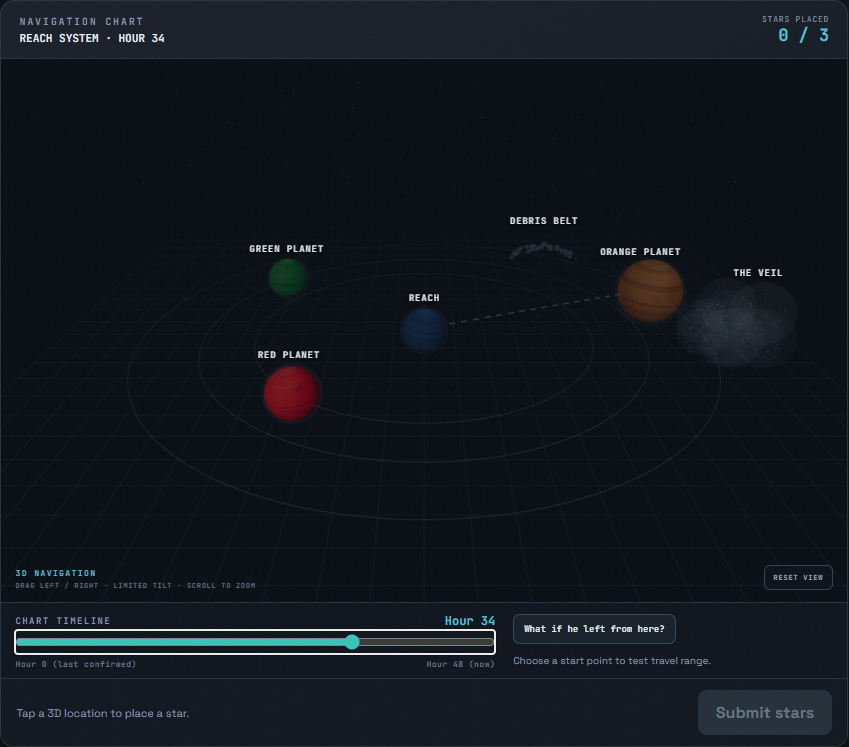 NAVIGATION CHART
REACH SYSTEM · HOUR 34
STARS PLACED
0 / 3
DEBRIS BELT
GREEN PLANET
ORANGE PLANET
THE VEIL
REACH
RED PLANET
3D NAVIGATION
DRAG LEFT / RIGHT · LIMITED TILT · SCROLL TO ZOOM
RESET VIEW
CHART TIMELINE
Hour 34
What if he left from here?
Hour 0 (last confirmed)
Hour 48 (now)
Choose a start point to test travel range.
Tap a 3D location to place a star.
Submit stars